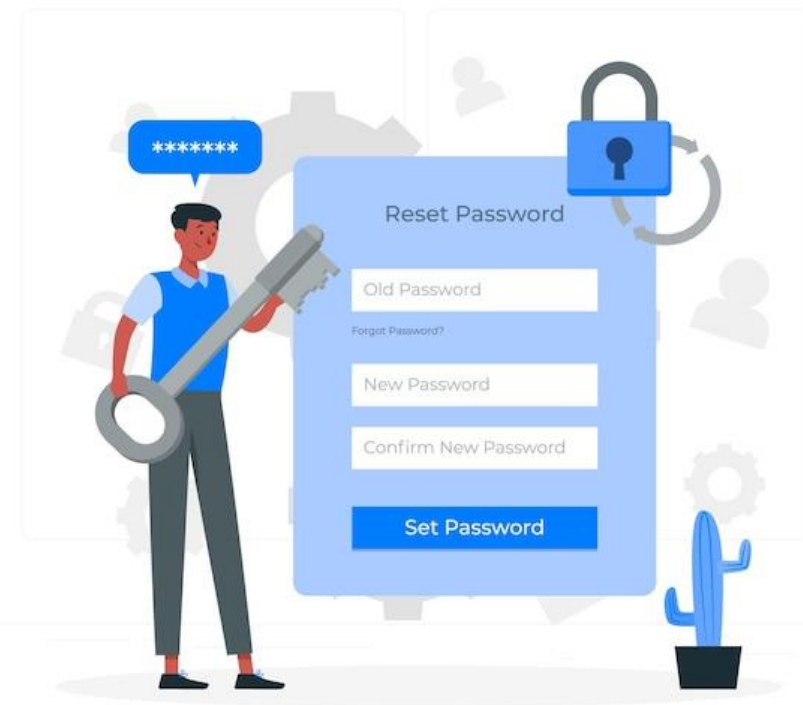 *******
Reset Password
Old Password
Forgot Password?
New Password
Confirm New Password
Set Password